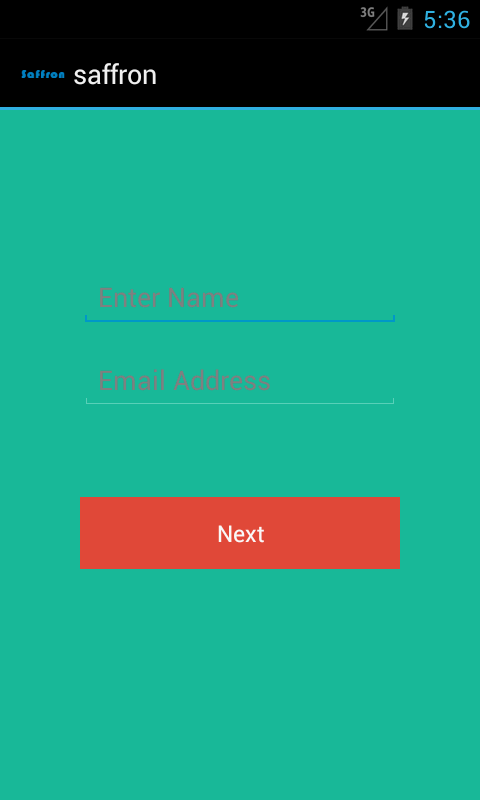 3G 5:36
Saffron saffron
Enter Name
Email Address
Next